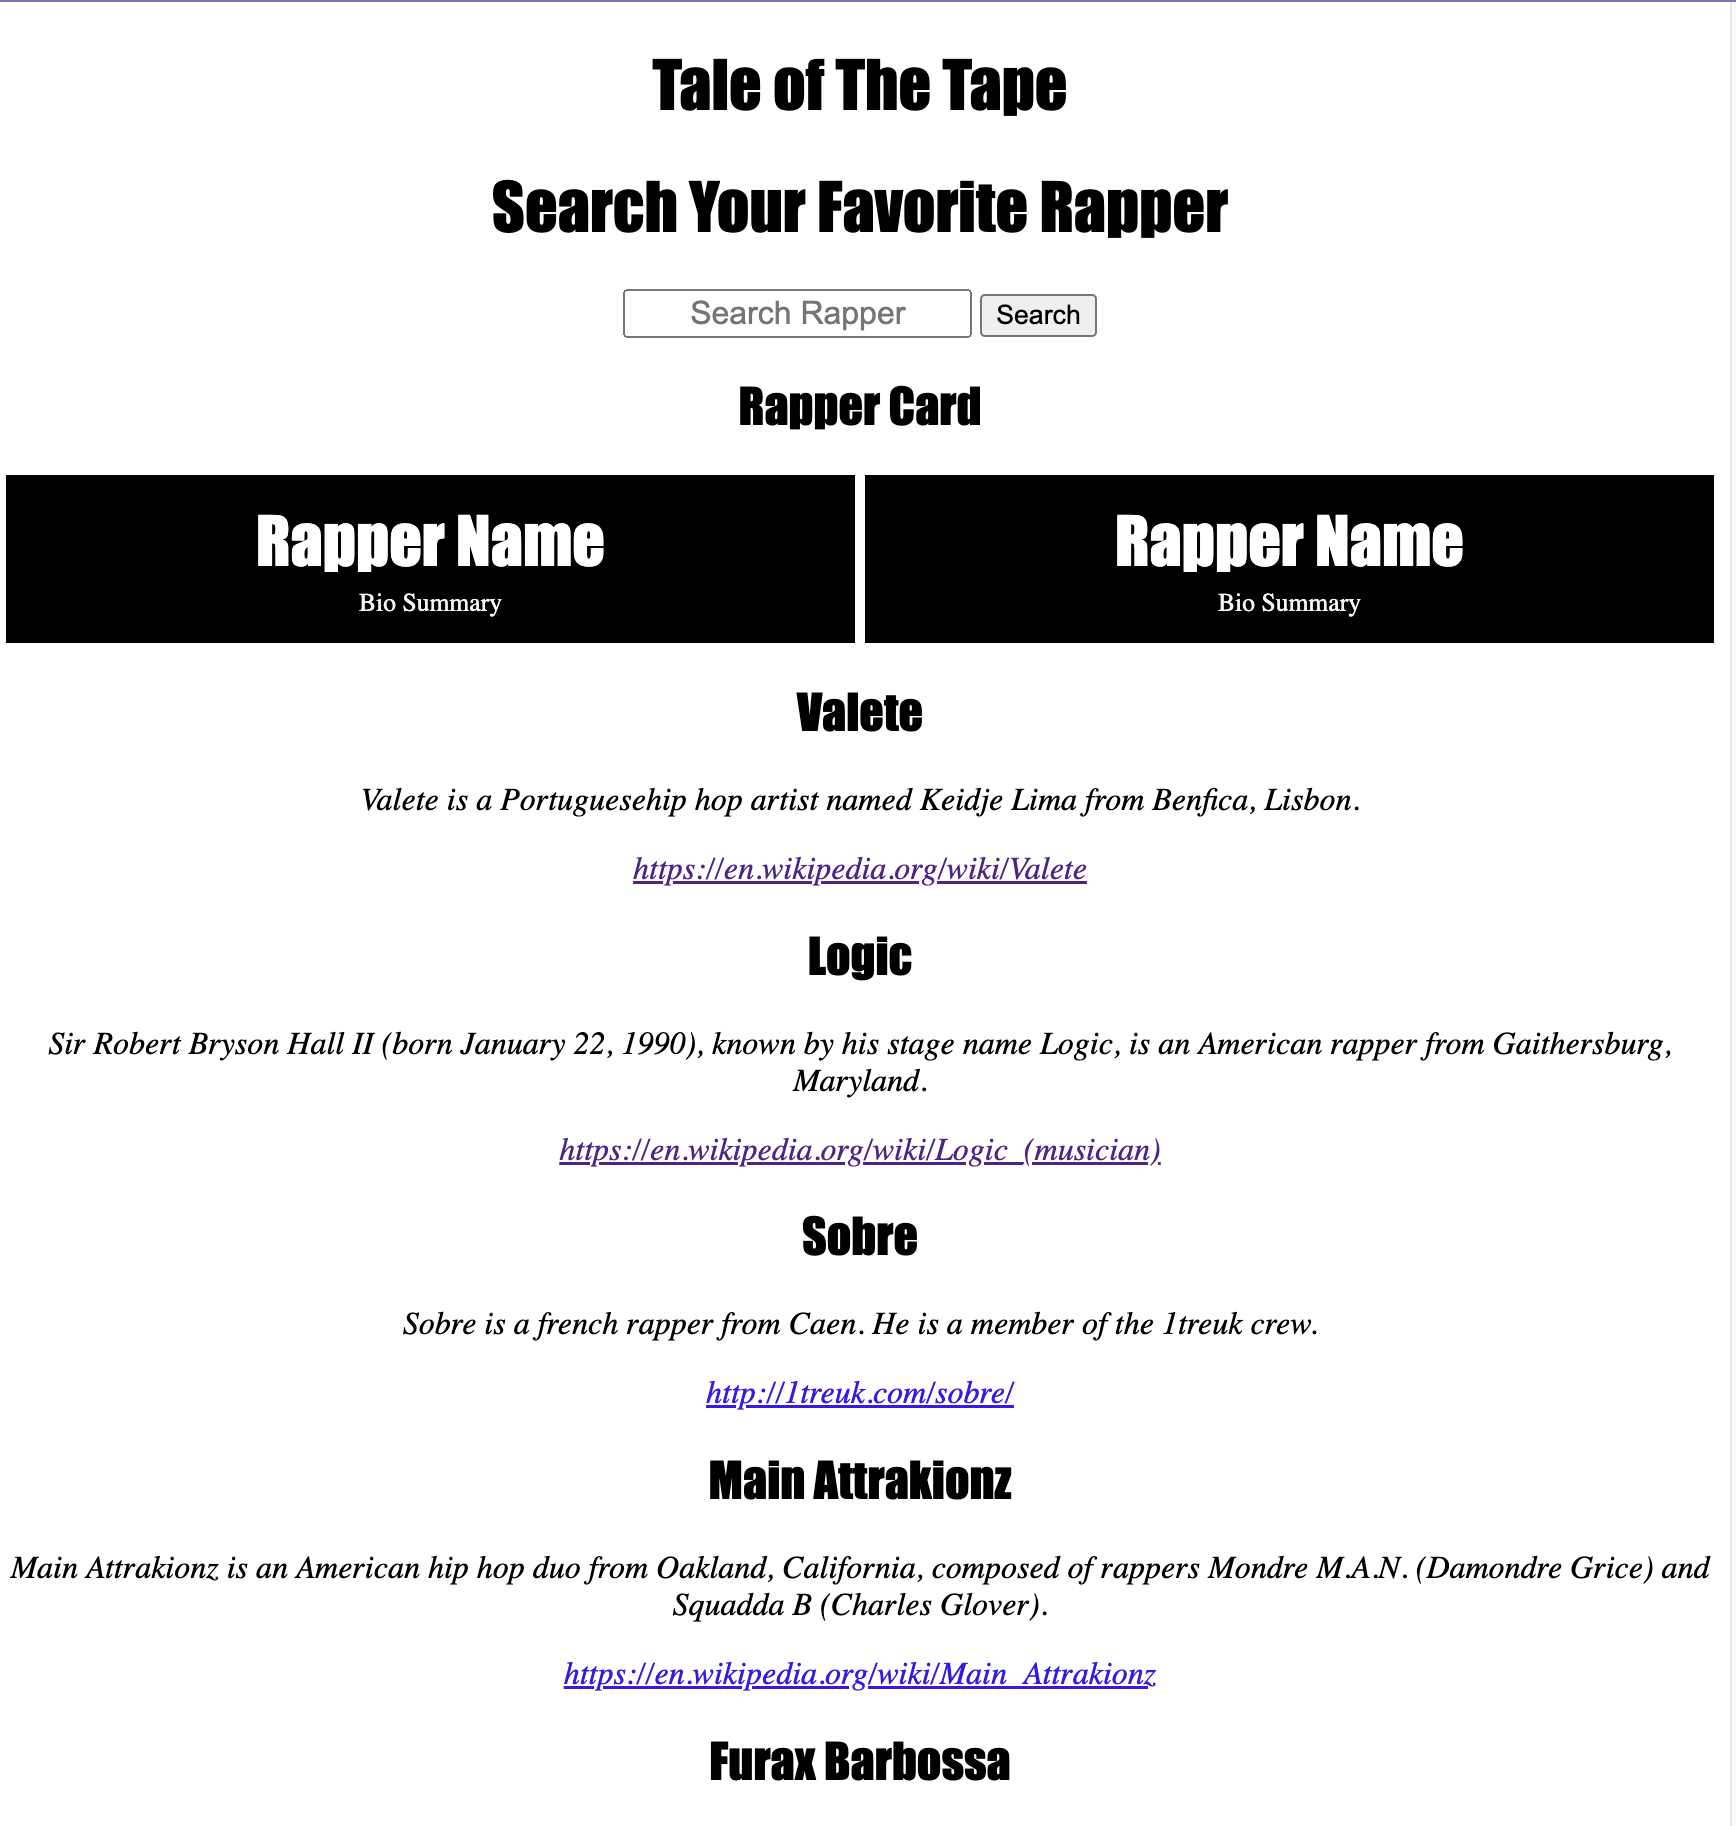 Tale of The Tape
Search Your Favorite Rapper
Search Rapper Search
Rapper Card
Rapper Name Rapper Name
Bio Summary Bio Summary
Valete
Valete is a Portuguesehip hop artist named Keidje Lima from Benfica, Lisbon.
https://en.wikipedia.org/wiki/Valete
Logic
Sir Robert Bryson Hall II (born January 22, 1990), known by his stage name Logic, is an American rapper from Gaithersburg,
Maryland.
https://en.wikipedia.org/wiki/Logic_(musician)
Sobre
Sobre is a french rapper from Caen. He is a member of the 1treuk crew.
http://1treuk.com/sobre/
Main Attrakionz
Main Attrakionz is an American hip hop duo from Oakland, California, composed of rappers Mondre M.A.N. (Damondre Grice) and
Squadda B (Charles Glover).
https://en.wikipedia.org/wiki/Main_Attrakionz
Furax Barbossa